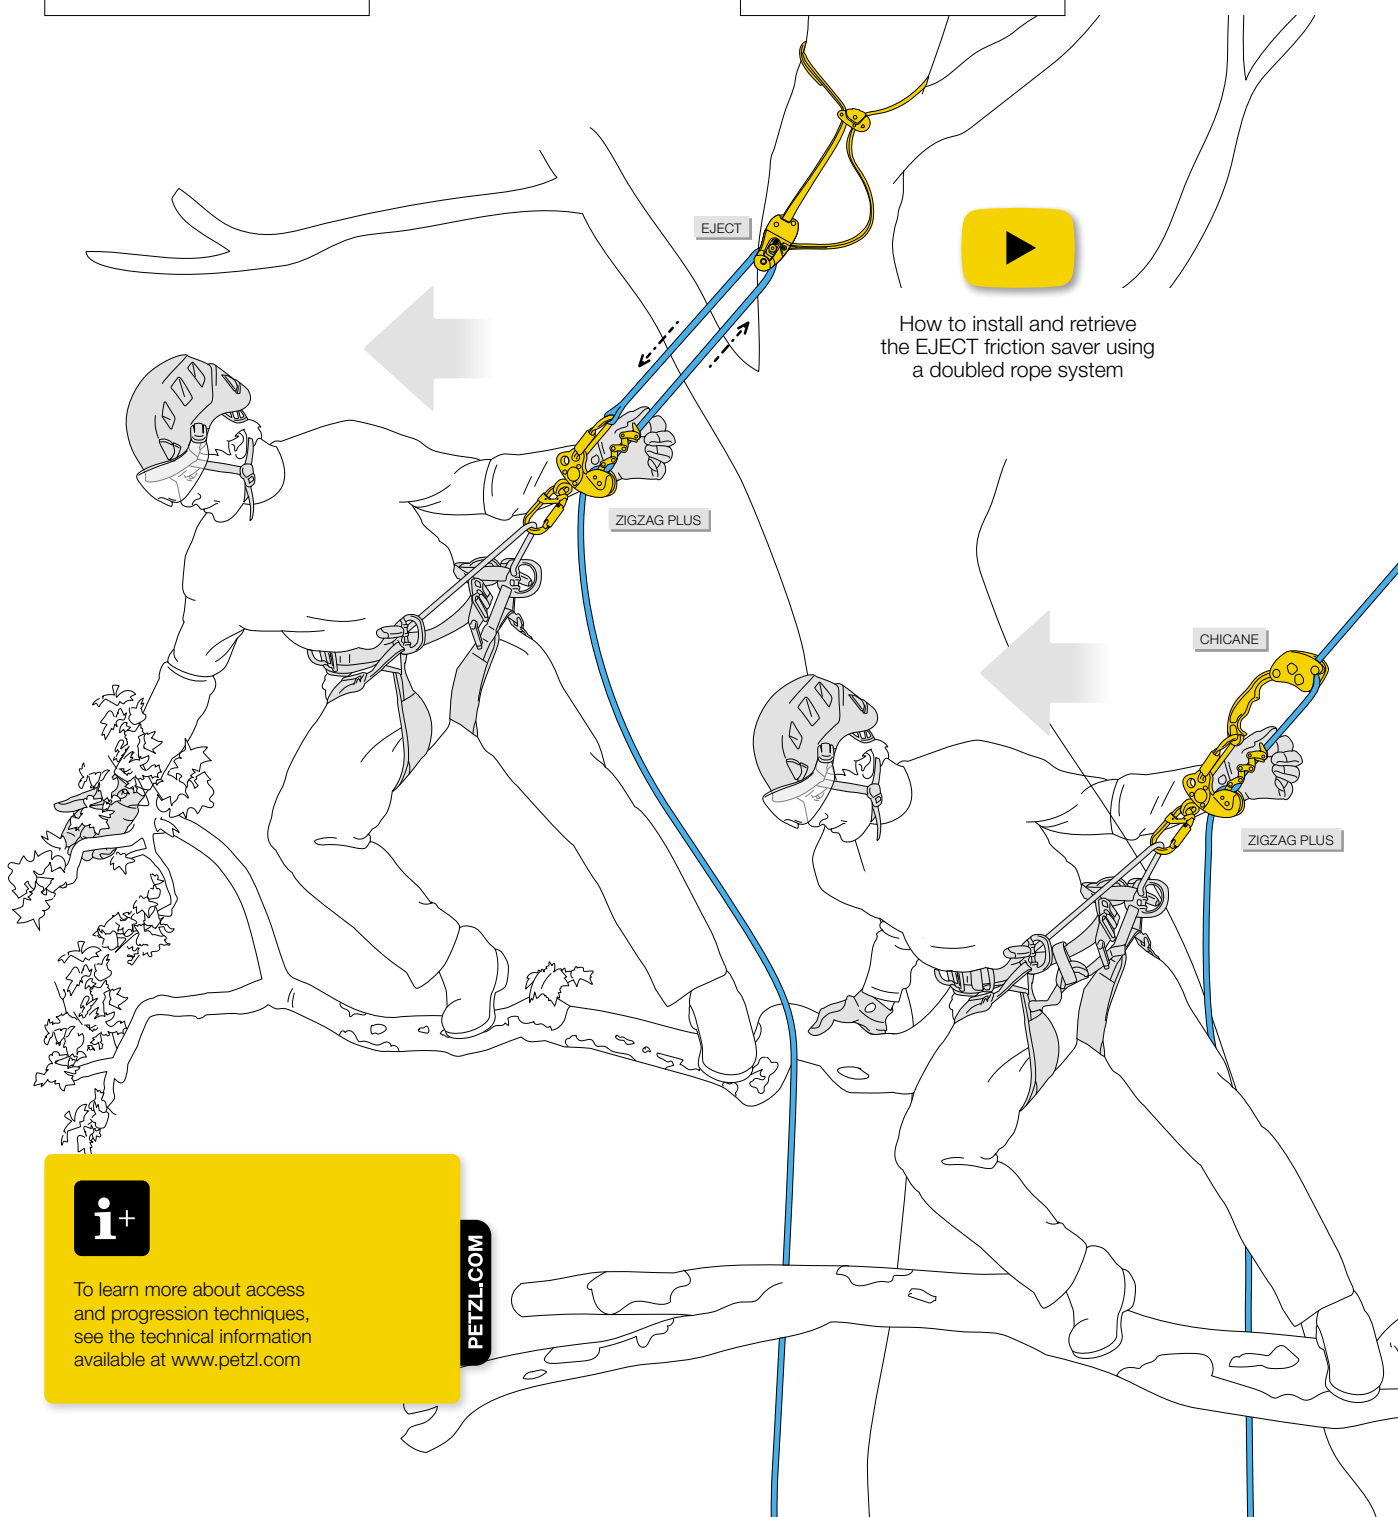 EJECT
How to install and retrieve
the EJECT friction saver using
a doubled rope system
ZIGZAG PLUS
CHICANE
ZIGZAG PLUS
i+
To learn more about access
and progression techniques,
see the technical information
available at www.petzl.com
PETZL.COM